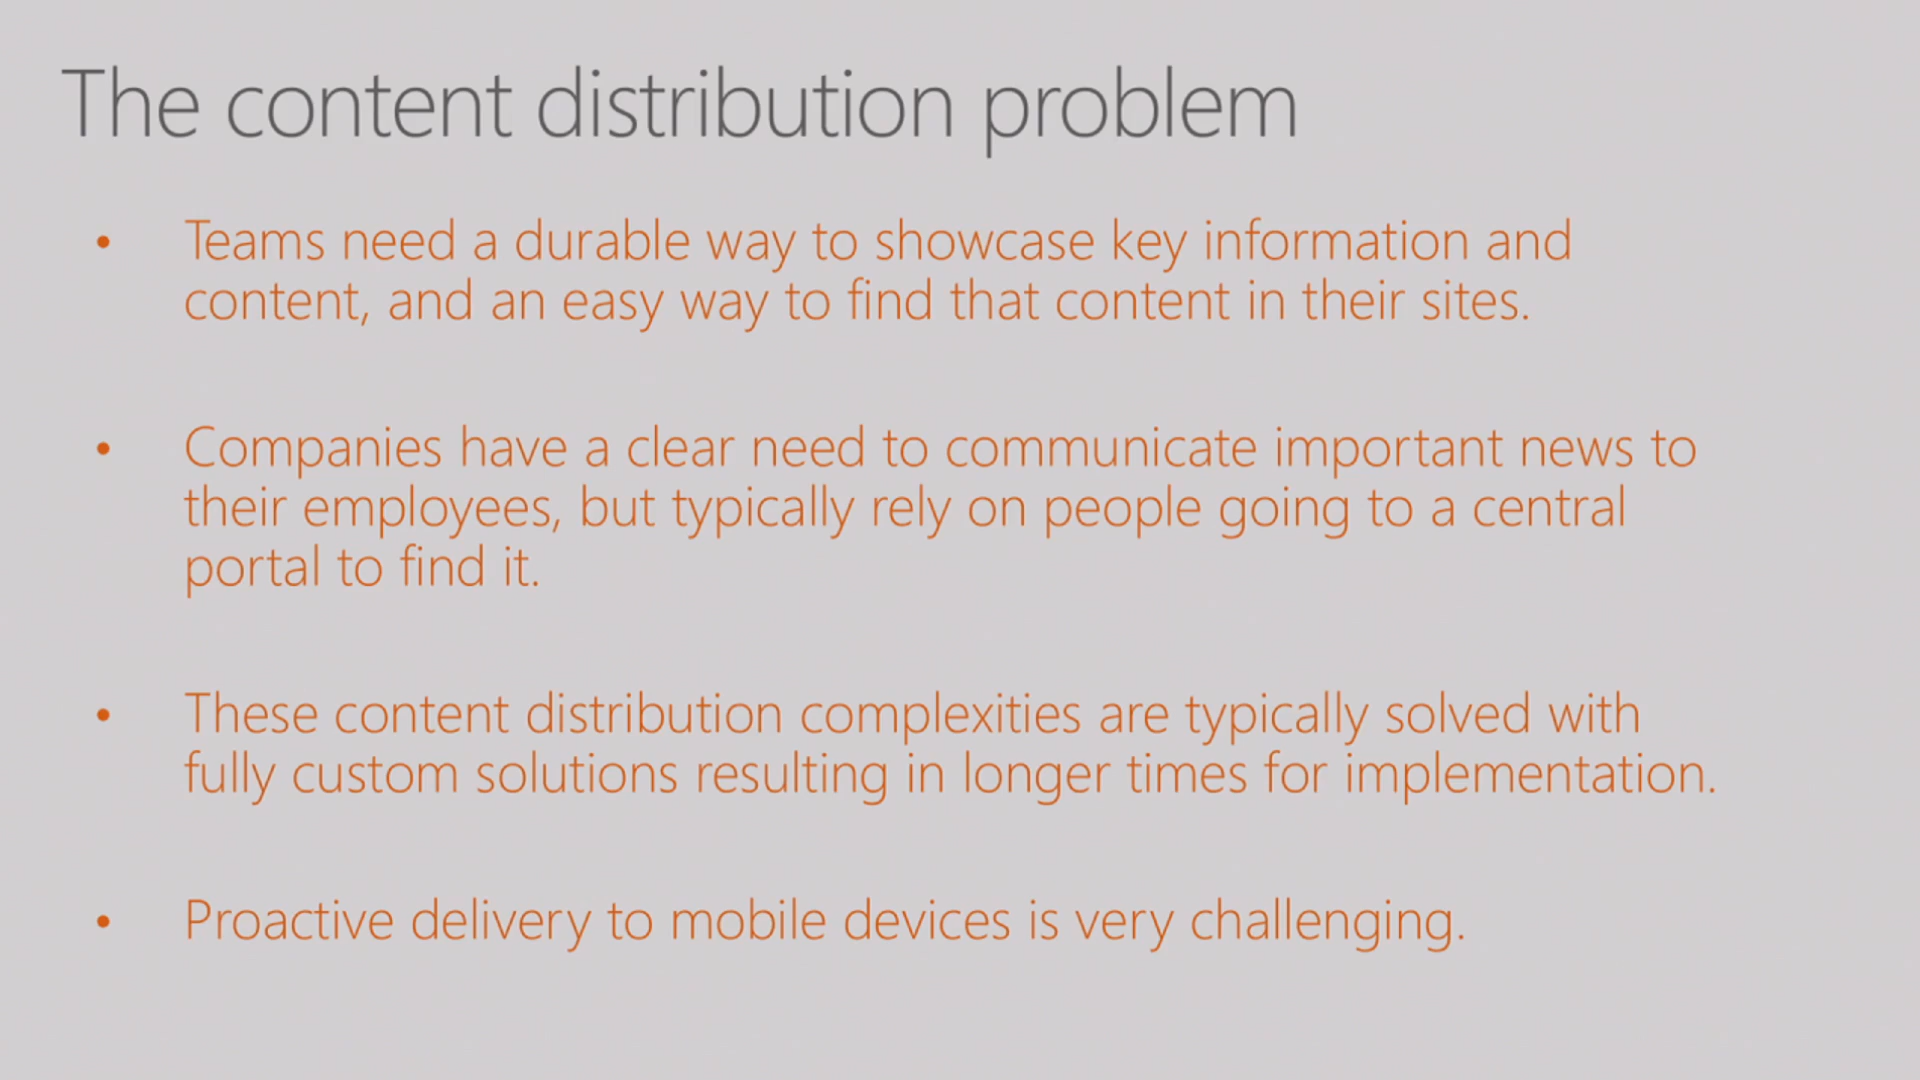 The content distribution problem
• Teams need a durable way to showcase key information and
content, and an easy way to find that content in their sites.
• Companies have a clear need to communicate important news to
their employees, but typically rely on people going to a central
portal to find it.
• These content distribution complexities are typically solved with
fully custom solutions resulting in longer times for implementation.
• Proactive delivery to mobile devices is very challenging.